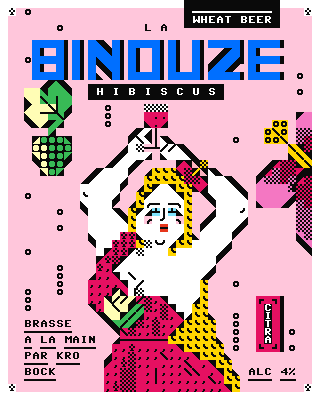 WHEAT BEER
LA
BINOUZE
HIBISCUS
CITRA
BRASSE
A LA MAIN
PAR KRO
BOCK
ALC 4%